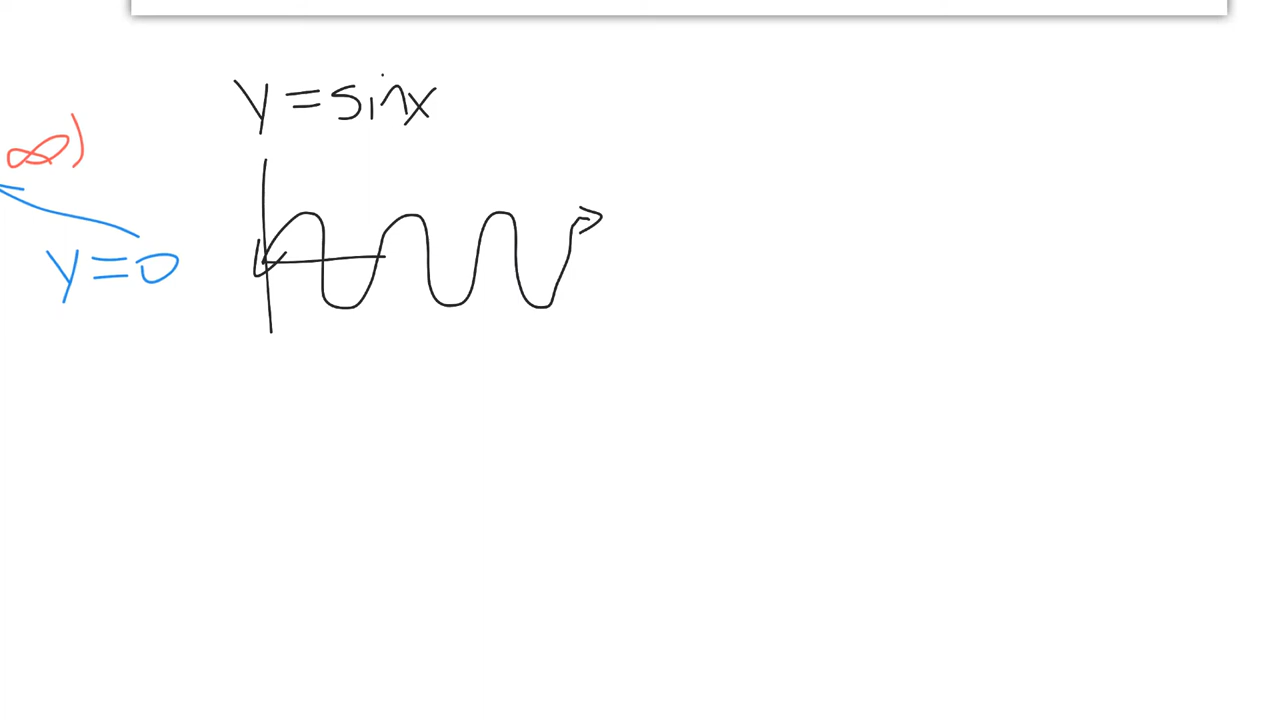 y = sinx
∞)
y = 0